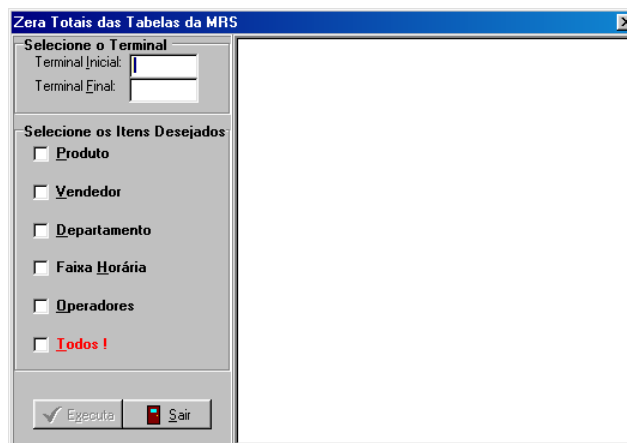 Zera Totais das Tabelas da MRS
Selecione o Terminal
Terminal Inicial:
Terminal Final:
Selecione os Itens Desejados
Produto
Vendedor
Departamento
Faixa Horária
Operadores
Todos !
Executa
Sair